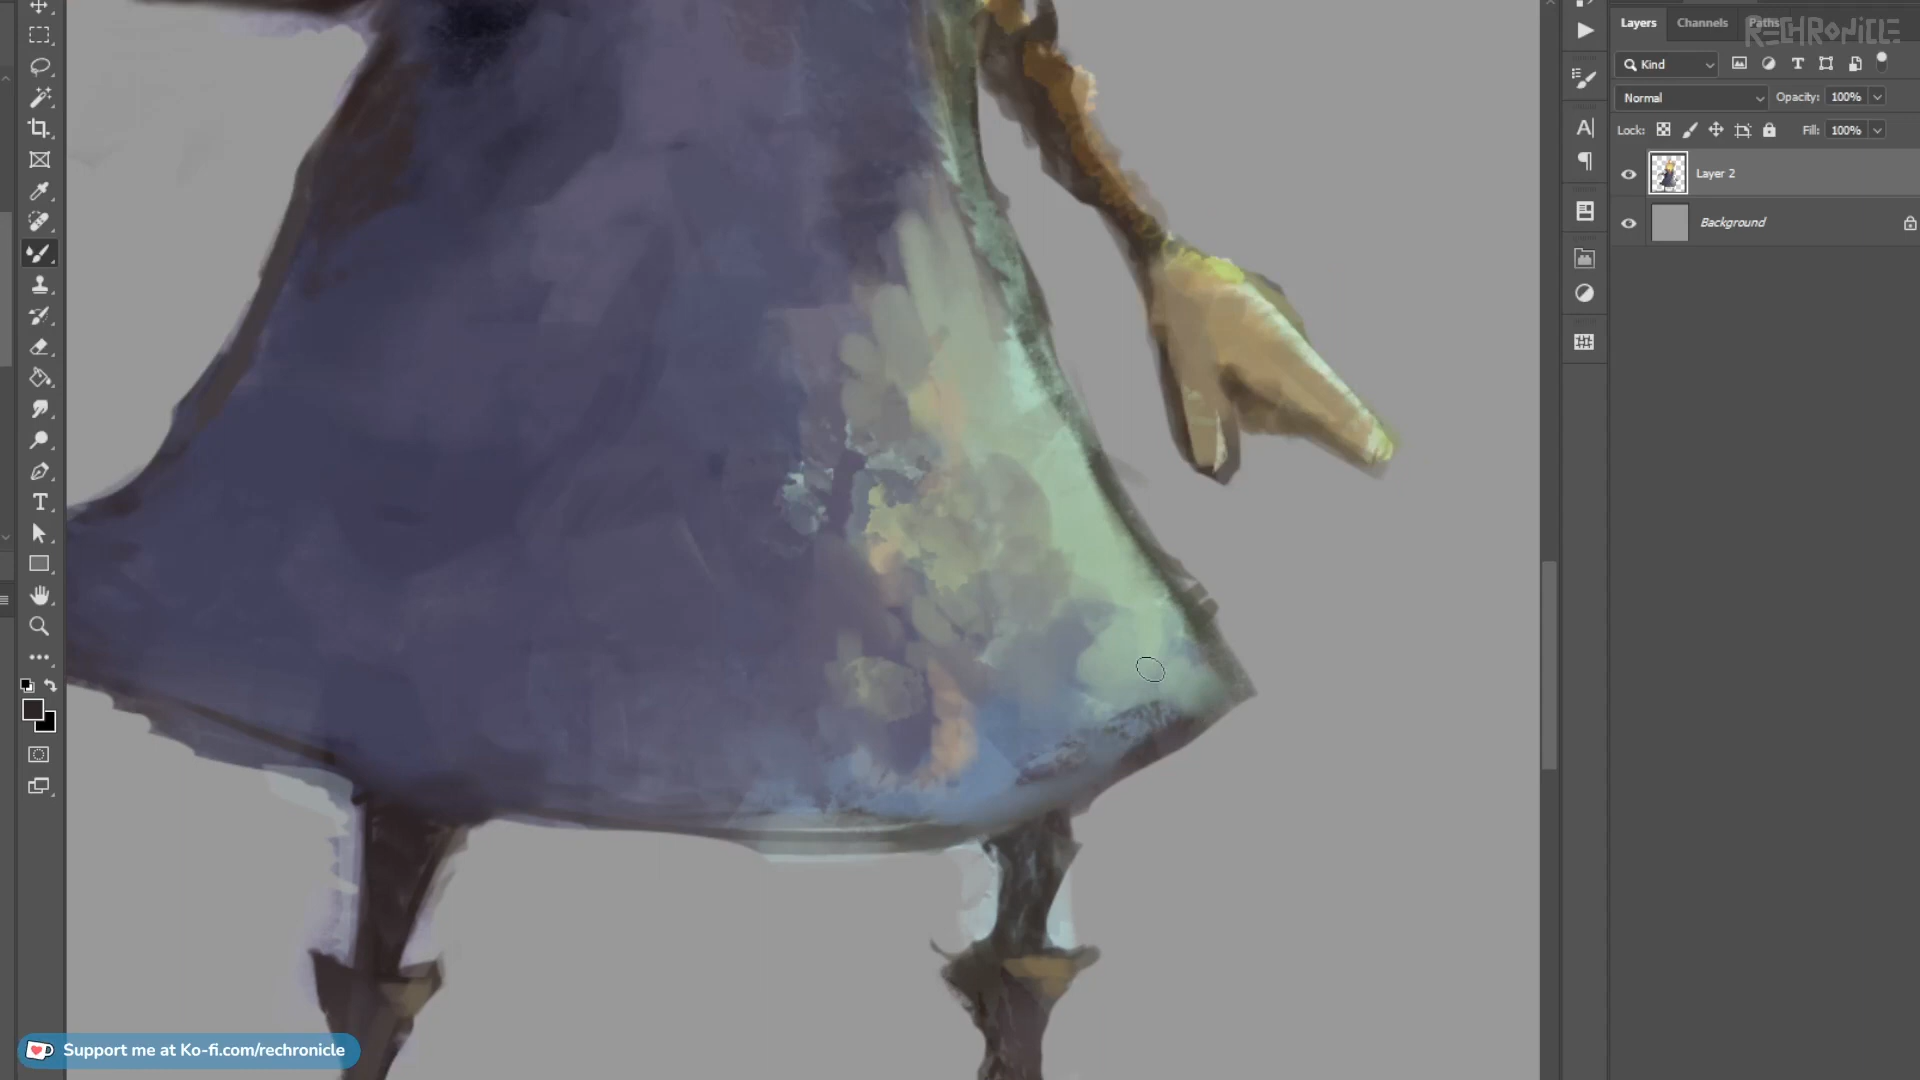 Layers Channels Paths
RECHRONICLE
Kind
Normal Opacity: 100%
Lock: Fill: 100%
Layer 2
Background
Support me at Ko-fi.com/rechronicle